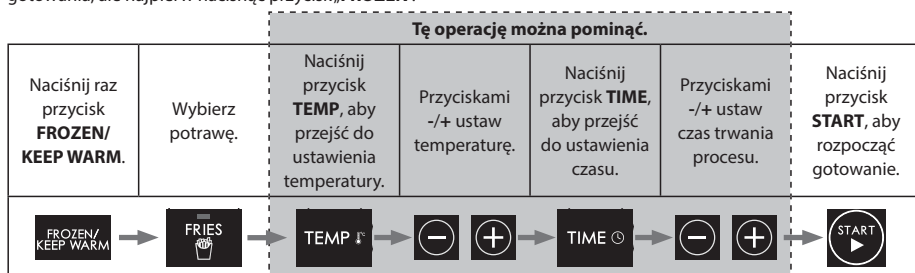 gotowania, ale najpierw naciśnąć przycisk „FROZEN”.
Tę operację można pominąć.
Naciśnij raz
przycisk
FROZEN/
KEEP WARM.
Wybierz
potrawę.
Naciśnij
przycisk
TEMP, aby
przejść do
ustawienia
temperatury.
Przyciskami
-/+ ustaw
temperaturę.
Naciśnij
przycisk TIME,
aby przejść
do ustawienia
czasu.
Przyciskami
-/+ ustaw
czas trwania
procesu.
Naciśnij
przycisk
START, aby
rozpocząć
gotowanie.
FROZEN/
KEEP WARM
FRIES
TEMP
TIME
START